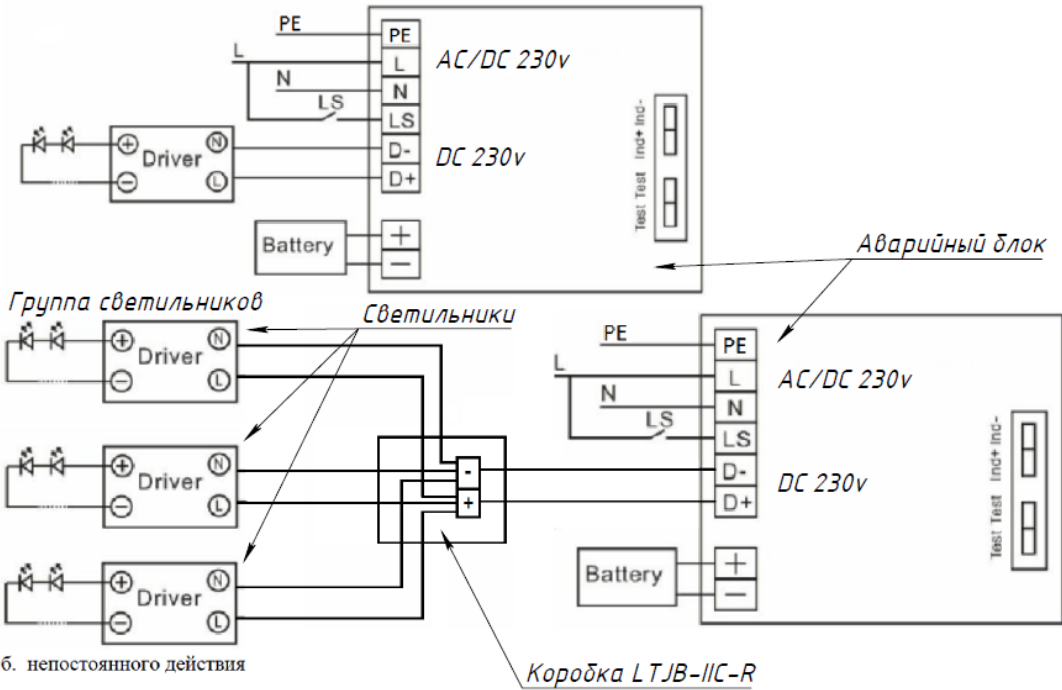 PE
PE
L
L
AC/DC 230v
N
N
LS
LS
D-
DC 230v
D+
Driver
+
N
−
L
Battery
+
−
Test Test Ind+ Ind-
Аварийный блок
Группа светильников
Светильники
Driver
+
N
−
L
Driver
+
N
−
L
Driver
+
N
−
L
-
+
PE
PE
L
L
AC/DC 230v
N
N
LS
LS
D-
DC 230v
D+
Battery
+
−
Test Test Ind+ Ind-
б. непостоянного действия
Коробка LTJB-IIC-R